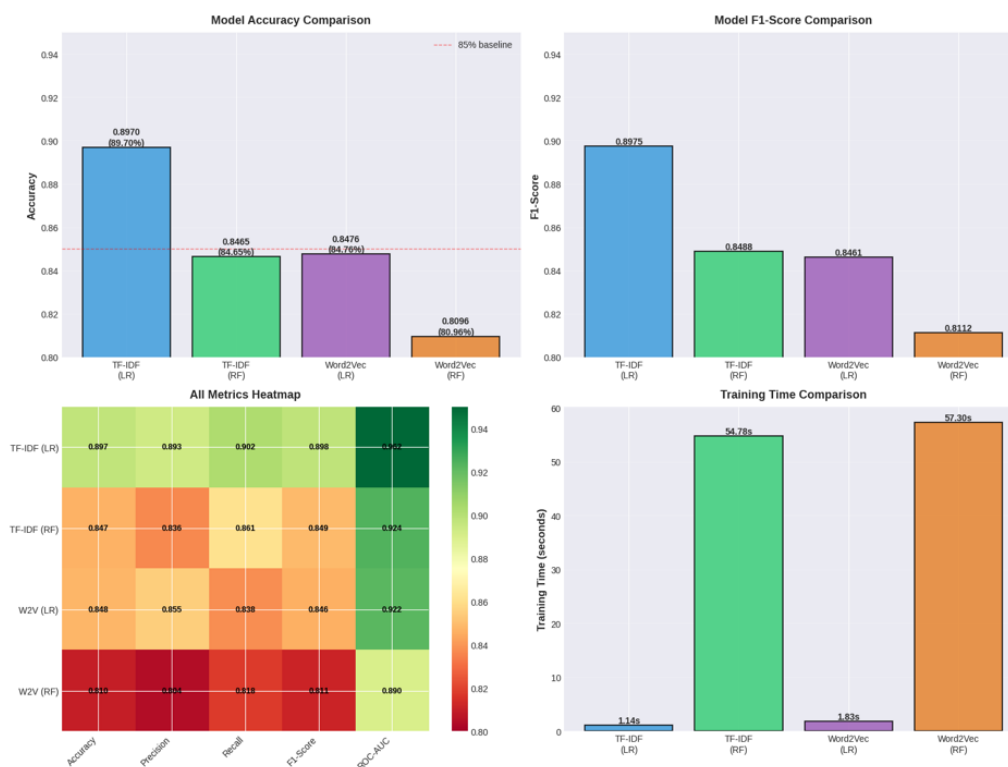 Model Accuracy Comparison
85% baseline
0.94
0.92
0.90
0.88
0.86
0.84
0.82
0.80
Accuracy
0.8970
(89.70%)
0.8465
(84.65%)
0.8476
(84.76%)
0.8096
(80.96%)
TF-IDF
(LR)
TF-IDF
(RF)
Word2Vec
(LR)
Word2Vec
(RF)
Model F1-Score Comparison
0.94
0.92
0.90
0.88
0.86
0.84
0.82
0.80
F1-Score
0.8975
0.8488
0.8461
0.8112
TF-IDF
(LR)
TF-IDF
(RF)
Word2Vec
(LR)
Word2Vec
(RF)
All Metrics Heatmap
TF-IDF (LR) 0.897 0.893 0.902 0.898 0.962
TF-IDF (RF) 0.847 0.836 0.861 0.849 0.924
W2V (LR) 0.848 0.855 0.838 0.846 0.922
W2V (RF) 0.810 0.804 0.818 0.811 0.890
Accuracy
Precision
Recall
F1-Score
ROC-AUC
0.94
0.92
0.90
0.88
0.86
0.84
0.82
0.80
Training Time Comparison
60
50
40
30
20
10
0
Training Time (seconds)
1.14s
54.78s
1.83s
57.30s
TF-IDF
(LR)
TF-IDF
(RF)
Word2Vec
(LR)
Word2Vec
(RF)